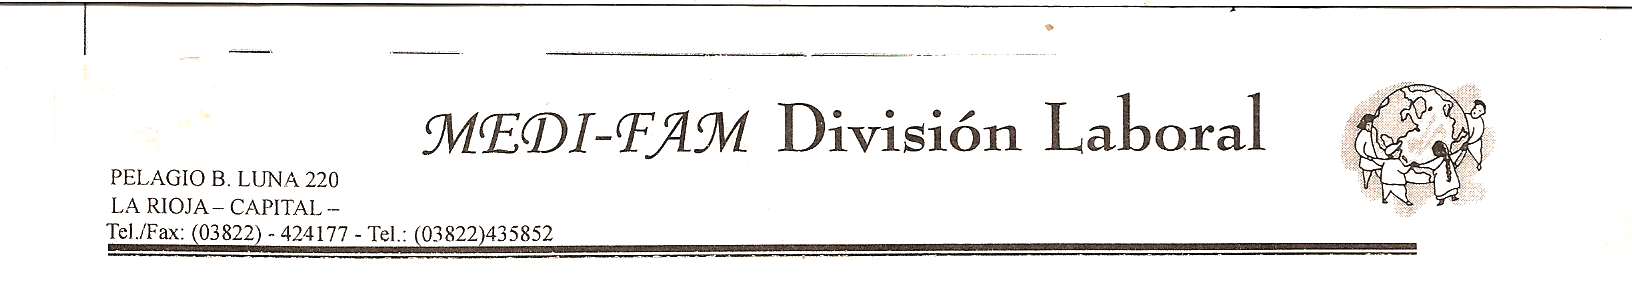 MEDI-FAM División Laboral
PELAGIO B. LUNA 220
LA RIOJA – CAPITAL –
Tel./Fax: (03822) - 424177 - Tel.: (03822)435852